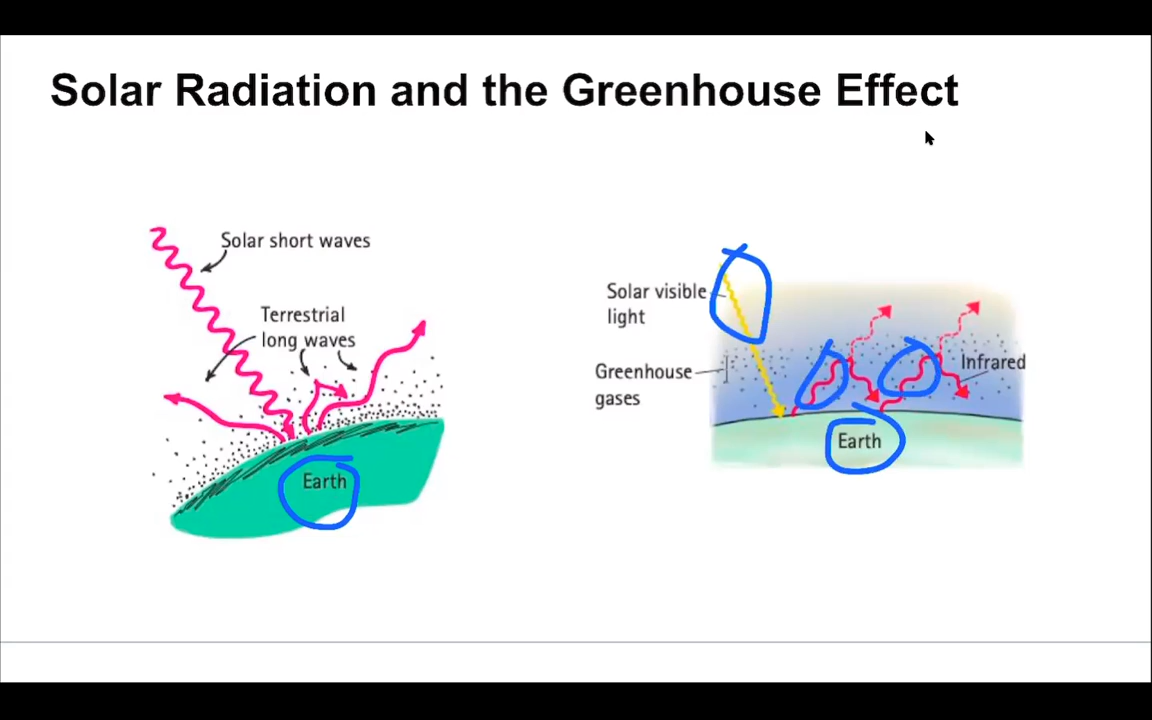 Solar Radiation and the Greenhouse Effect
Solar short waves
Terrestrial
long waves
Earth
Solar visible
light
Greenhouse
gases
Infrared
Earth